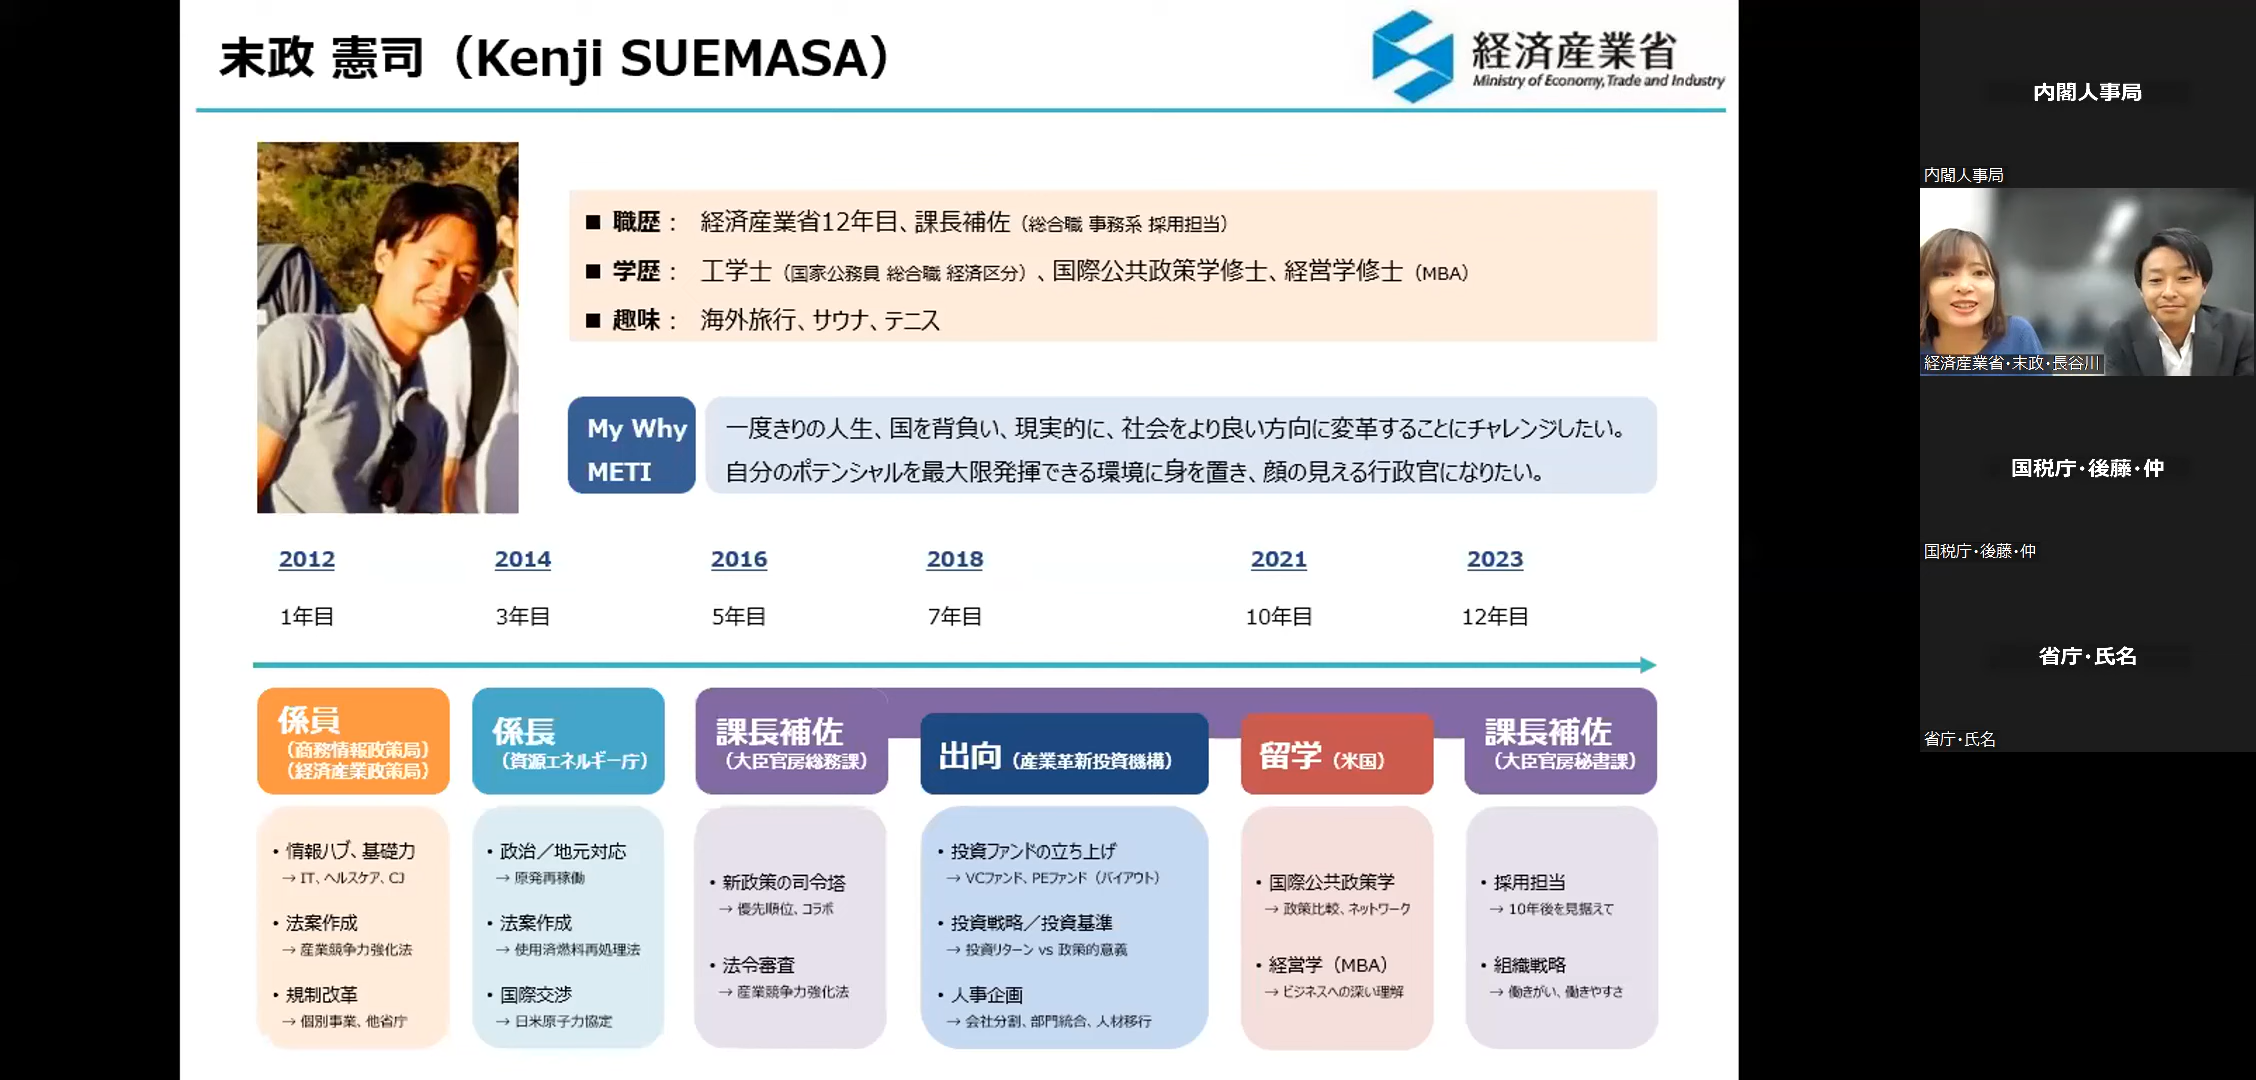 末政 憲司（Kenji SUEMASA）
経済産業省
Ministry of Economy, Trade and Industry
■ 職歴： 経済産業省12年目、課長補佐（総合職 事務系 採用担当）
■ 学歴： 工学士（国家公務員 総合職 経済区分）、国際公共政策学修士、経営学修士（MBA）
■ 趣味： 海外旅行、サウナ、テニス
My Why
METI
一度きりの人生、国を背負い、現実的に、社会をより良い方向に変革することにチャレンジしたい。
自分のポテンシャルを最大限発揮できる環境に身を置き、顔の見える行政官になりたい。
2012
1年目
2014
3年目
2016
5年目
2018
7年目
2021
10年目
2023
12年目
係員
（商務情報政策局）
（経済産業政策局）
・情報ハブ、基礎力
→ IT、ヘルスケア、CJ
・法案作成
→ 産業競争力強化法
・規制改革
→ 個別事業、他省庁
係長
（資源エネルギー庁）
・政治／地元対応
→ 原発再稼働
・法案作成
→ 使用済燃料再処理法
・国際交渉
→ 日米原子力協定
課長補佐
（大臣官房総務課）
・新政策の司令塔
→ 優先順位、コラボ
・法令審査
→ 産業競争力強化法
出向（産業革新投資機構）
・投資ファンドの立ち上げ
→ VCファンド、PEファンド（バイアウト）
・投資戦略／投資基準
→ 投資リターン vs 政策的意義
・人事企画
→ 会社分割、部門統合、人材移行
留学（米国）
・国際公共政策学
→ 政策比較、ネットワーク
・経営学（MBA）
→ ビジネスへの深い理解
課長補佐
（大臣官房秘書課）
・採用担当
→ 10年後を見据えて
・組織戦略
→ 働きがい、働きやすさ
内閣人事局
内閣人事局
経済産業省・末政・長谷川
国税庁・後藤・仲
国税庁・後藤・仲
省庁・氏名
省庁・氏名